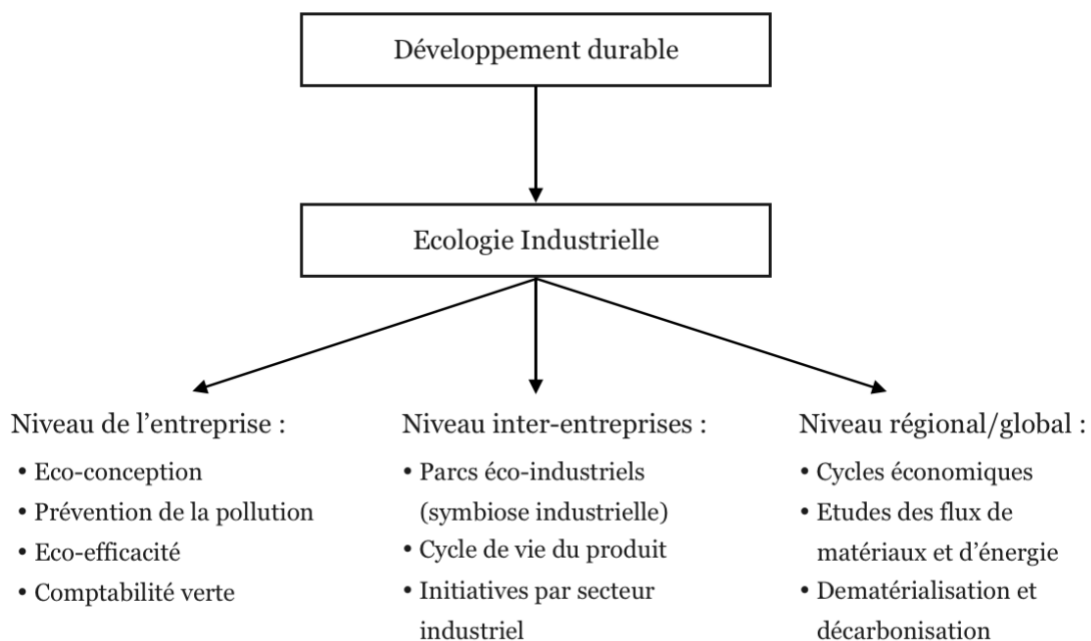 Développement durable
Ecologie Industrielle
Niveau de l’entreprise :
• Eco-conception
• Prévention de la pollution
• Eco-efficacité
• Comptabilité verte
Niveau inter-entreprises :
• Parcs éco-industriels
(symbiose industrielle)
• Cycle de vie du produit
• Initiatives par secteur
industriel
Niveau régional/global :
• Cycles économiques
• Etudes des flux de
matériaux et d’énergie
• Dematérialisation et
décarbonisation